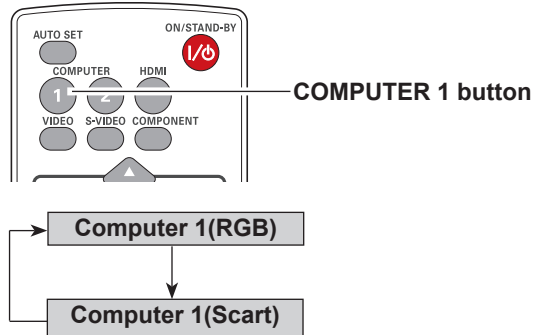 ON/STAND-BY
AUTO SET
I/⏻
COMPUTER HDMI
1 2
COMPUTER 1 button
VIDEO S-VIDEO COMPONENT
Computer 1(RGB)
Computer 1(Scart)